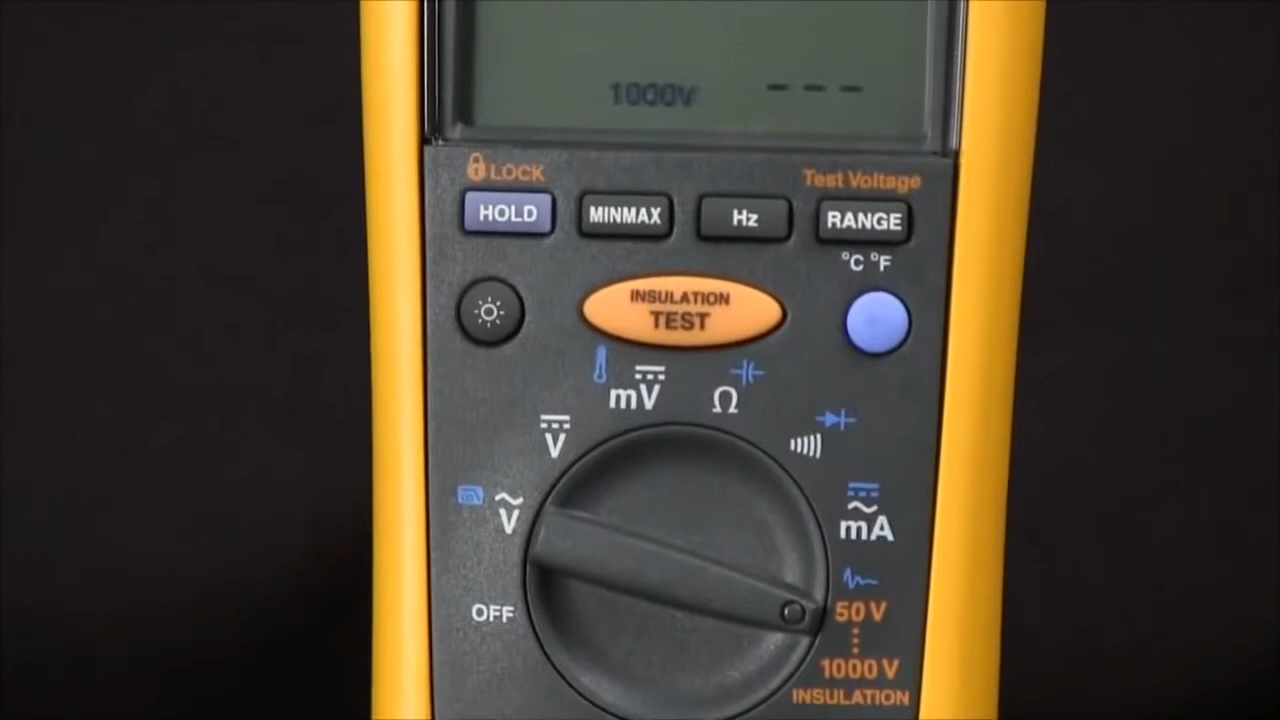 1000V ---
LOCK
Test Voltage
HOLD
MINMAX
Hz
RANGE
°C °F
INSULATION
TEST
mV
Ω
V
V
mA
OFF
50 V
1000 V
INSULATION